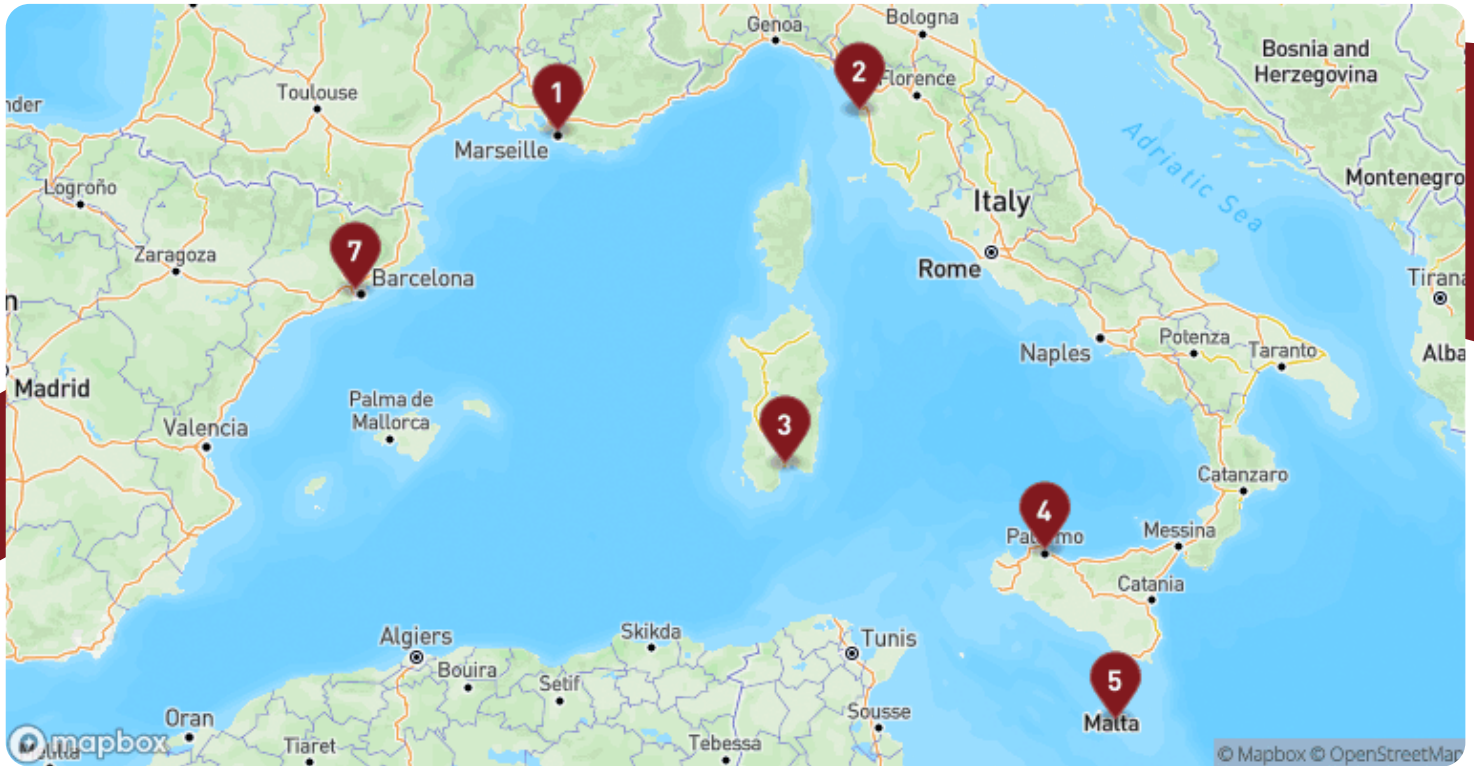 Genoa
Bologna
Bosnia and
Herzegovina
2
Florence
1
Toulouse
nder
Marseille
Adriatic Sea
Montenegro
Logroño
Italy
7
Zaragoza
Barcelona
Rome
Tirana
n
Naples
Potenza
Taranto
Alba
Madrid
Palma de
Mallorca
3
Valencia
Catanzaro
4
Messina
Catania
Algiers
Skikda
Tunis
Bouira
Setif
5
Malta
Oran
Sousse
mapbox
Tiaret
Tebessa
© Mapbox © OpenStreetMap